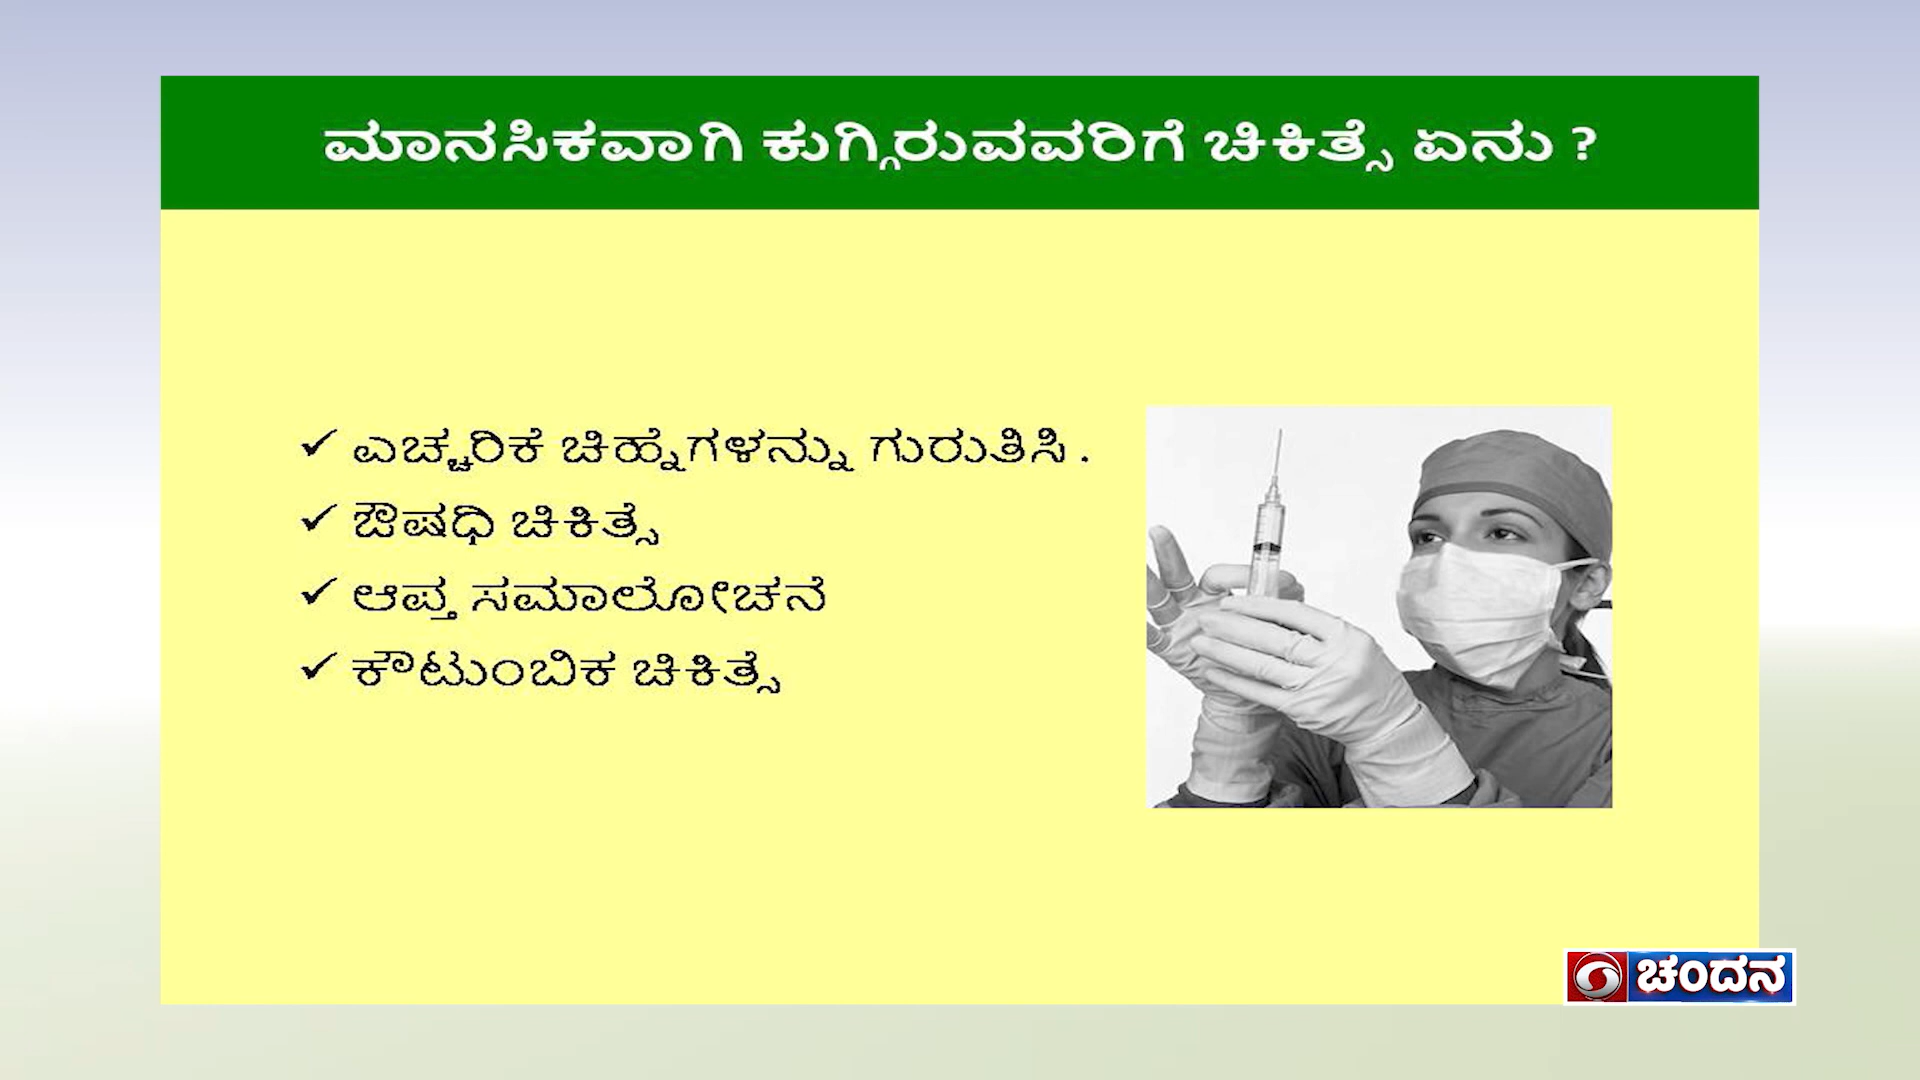 ಮಾನಸಿಕವಾಗಿ ಕುಗ್ಗಿರುವವರಿಗೆ ಚಿಕಿತ್ಸೆ ಏನು ?
✓ ಎಚ್ಚರಿಕೆ ಚಿಹ್ನೆಗಳನ್ನು ಗುರುತಿಸಿ .
✓ ಔಷಧಿ ಚಿಕಿತ್ಸೆ
✓ ಆಪ್ತ ಸಮಾಲೋಚನೆ
✓ ಕೌಟುಂಬಿಕ ಚಿಕಿತ್ಸೆ
ಚಂದನ